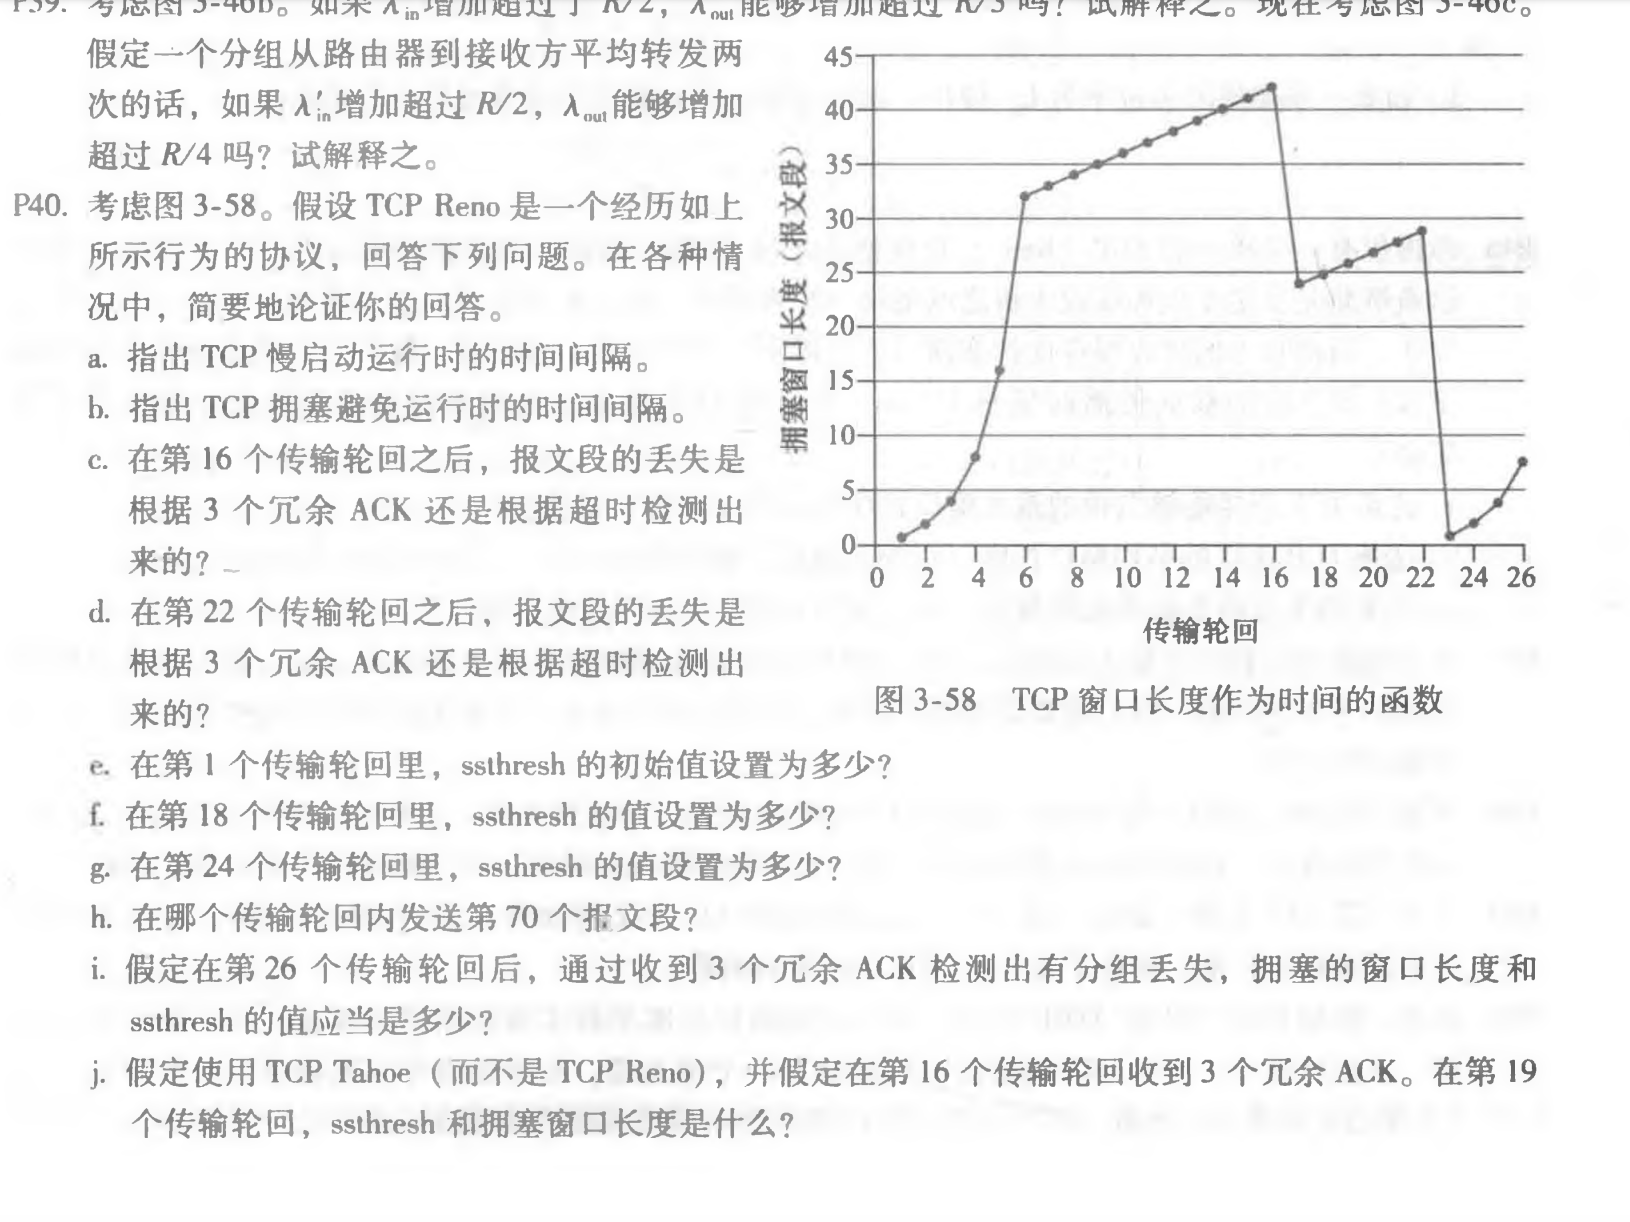 P39. 考虑图 3-46b。如果 λin增加超过了 R/2，λout能够增加超过 R/3 吗？试解释之。现在考虑图 3-46c。
假定一个分组从路由器到接收方平均转发两
次的话，如果 λ′in增加超过 R/2，λout能够增加
超过 R/4 吗？试解释之。
P40. 考虑图 3-58。假设 TCP Reno 是一个经历如上
所示行为的协议，回答下列问题。在各种情
况中，简要地论证你的回答。
a. 指出 TCP 慢启动运行时的时间间隔。
b. 指出 TCP 拥塞避免运行时的时间间隔。
c. 在第 16 个传输轮回之后，报文段的丢失是
根据 3 个冗余 ACK 还是根据超时检测出
来的？
d. 在第 22 个传输轮回之后，报文段的丢失是
根据 3 个冗余 ACK 还是根据超时检测出
来的？
拥塞窗口长度（报文段）
45
40
35
30
25
20
15
10
5
0
0 2 4 6 8 10 12 14 16 18 20 22 24 26
传输轮回
图 3-58 TCP 窗口长度作为时间的函数
e. 在第 1 个传输轮回里，ssthresh 的初始值设置为多少？
f. 在第 18 个传输轮回里，ssthresh 的值设置为多少？
g. 在第 24 个传输轮回里，ssthresh 的值设置为多少？
h. 在哪个传输轮回内发送第 70 个报文段？
i. 假定在第 26 个传输轮回后，通过收到 3 个冗余 ACK 检测出有分组丢失，拥塞的窗口长度和
ssthresh 的值应当是多少？
j. 假定使用 TCP Tahoe（而不是 TCP Reno），并假定在第 16 个传输轮回收到 3 个冗余 ACK。在第 19
个传输轮回，ssthresh 和拥塞窗口长度是什么？